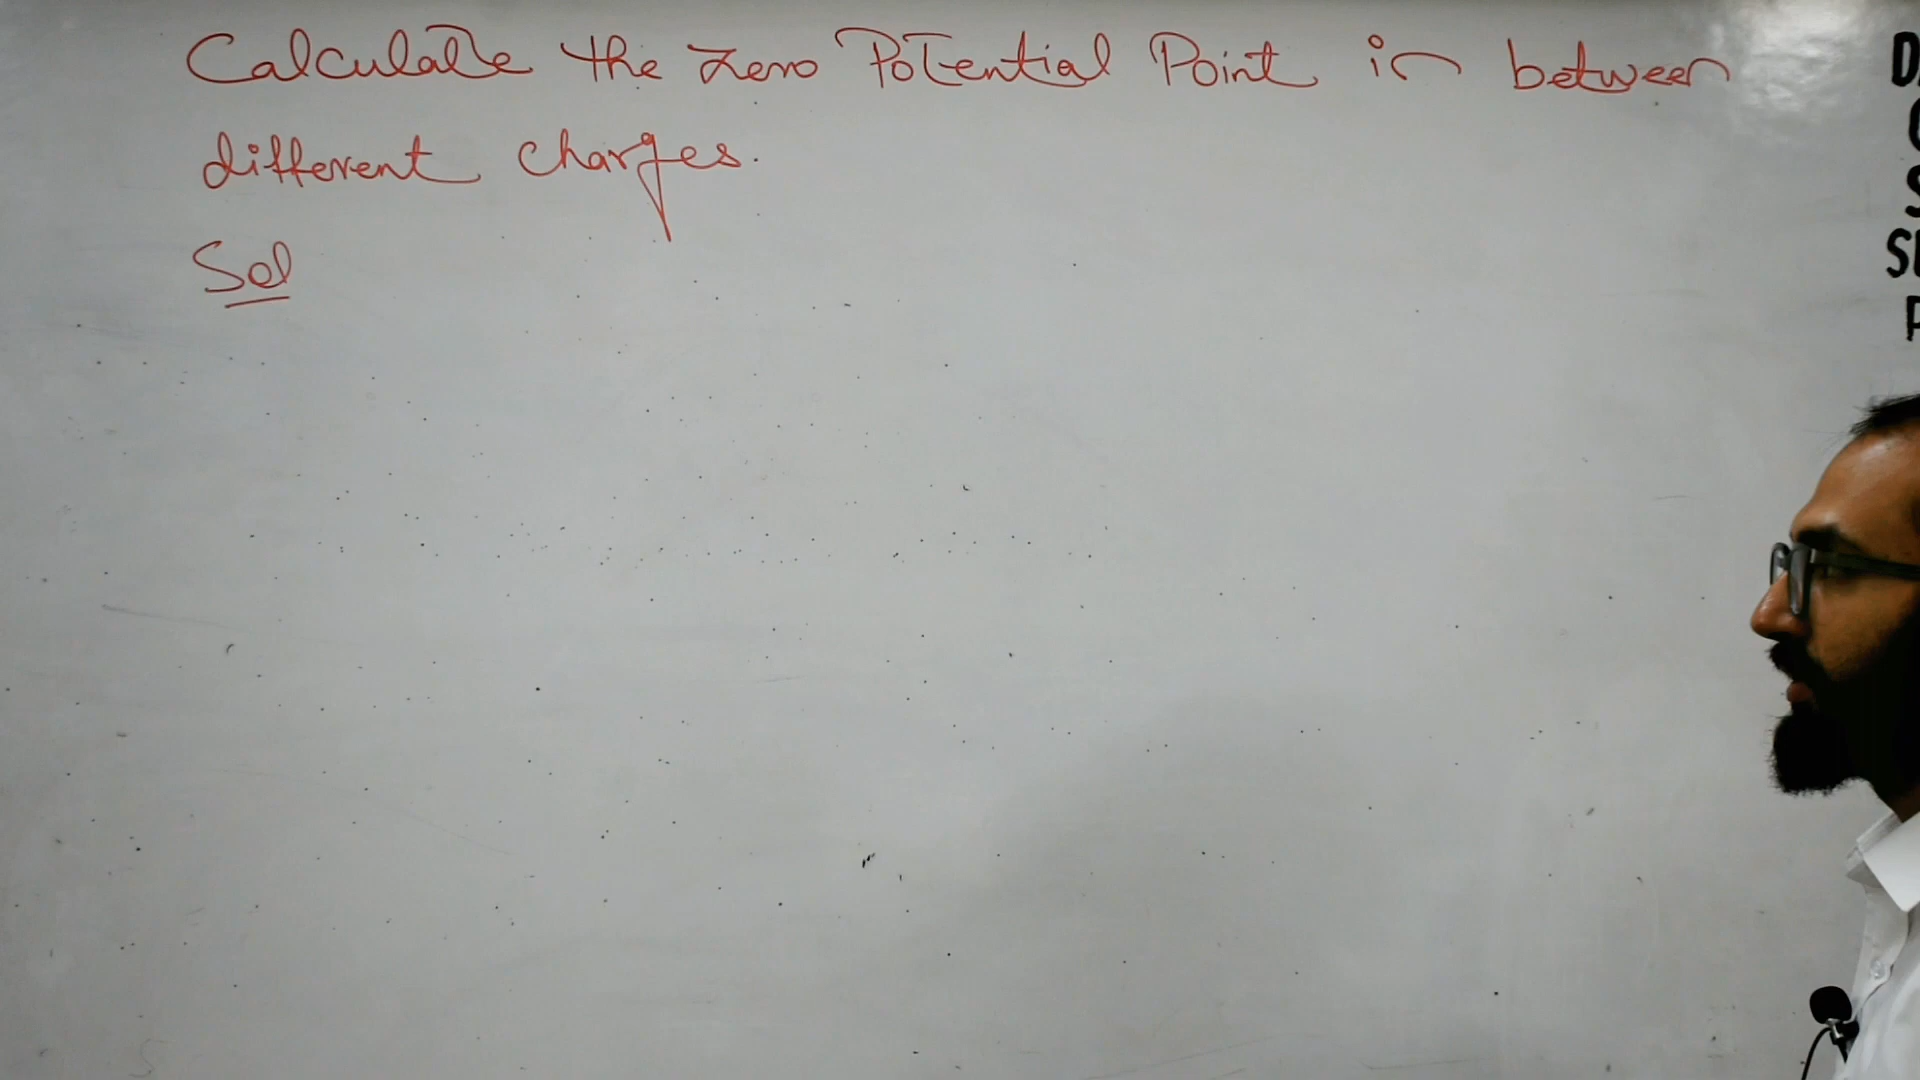 Calculate the zero Potential Point in between
different charges.
Sol